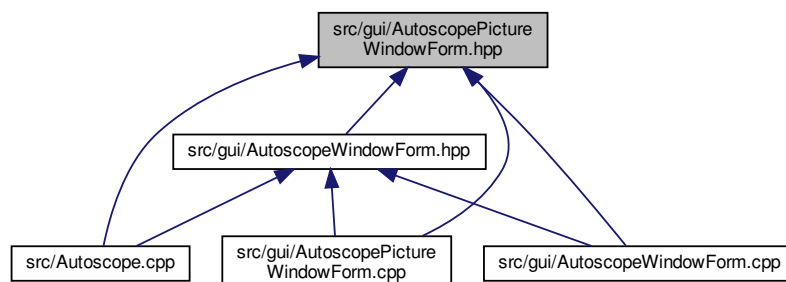 src/gui/AutoscopePicture
WindowForm.hpp
src/gui/AutoscopeWindowForm.hpp
src/Autoscope.cpp
src/gui/AutoscopePicture
WindowForm.cpp
src/gui/AutoscopeWindowForm.cpp